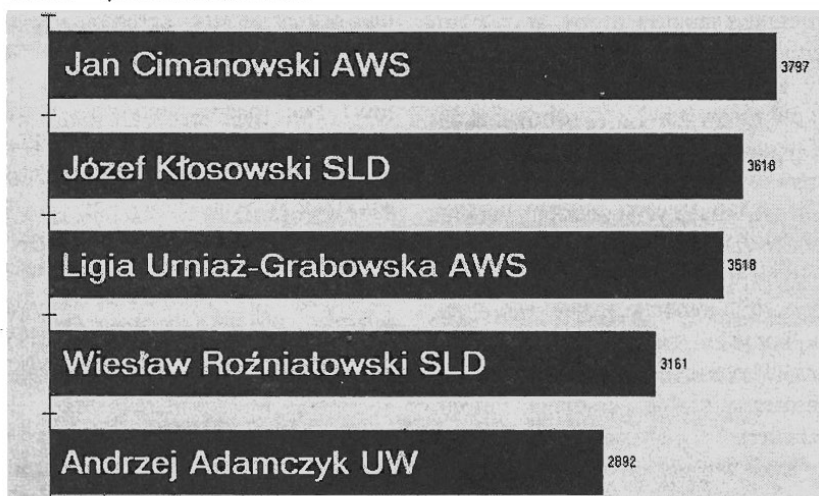 Jan Cimanowski AWS 3797
Józef Kłosowski SLD 3618
Ligia Urniaż-Grabowska AWS 3518
Wiesław Roźniatowski SLD 3161
Andrzej Adamczyk UW 2892